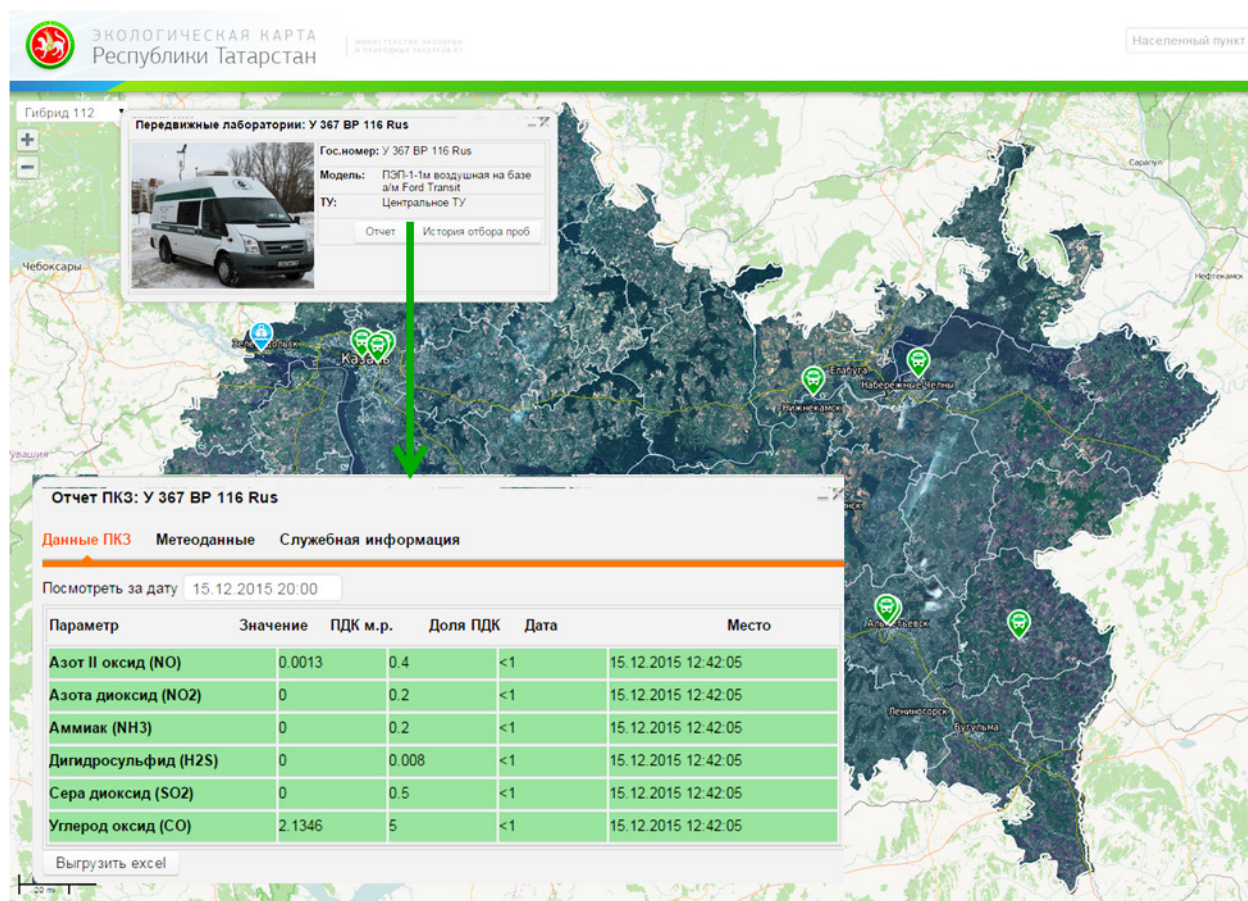 ЭКОЛОГИЧЕСКАЯ КАРТА
Республики Татарстан
МИНИСТЕРСТВО ЭКОЛОГИИ
И ПРИРОДНЫХ РЕСУРСОВ РТ
Населенный пункт
Гибрид 112
+
−
Передвижные лаборатории: У 367 ВР 116 Rus
Гос.номер: У 367 ВР 116 Rus
Модель: ПЭП-1-1м воздушная на базе
а/м Ford Transit
ТУ: Центральное ТУ
Отчет
История отбора проб
Сарапул
Чебоксары
Нефтекамск
Казань
Елабуга
Набережные Челны
Нижнекамск
Альметьевск
Лениногорск
Бугульма
Отчет ПКЗ: У 367 ВР 116 Rus
Данные ПКЗ Метеоданные Служебная информация
Посмотреть за дату 15.12.2015 20:00
Параметр Значение ПДК м.р. Доля ПДК Дата Место
Азот II оксид (NO) 0.0013 0.4 <1 15.12.2015 12:42:05
Азота диоксид (NO2) 0 0.2 <1 15.12.2015 12:42:05
Аммиак (NH3) 0 0.2 <1 15.12.2015 12:42:05
Дигидросульфид (H2S) 0 0.008 <1 15.12.2015 12:42:05
Сера диоксид (SO2) 0 0.5 <1 15.12.2015 12:42:05
Углерод оксид (CO) 2.1346 5 <1 15.12.2015 12:42:05
Выгрузить excel